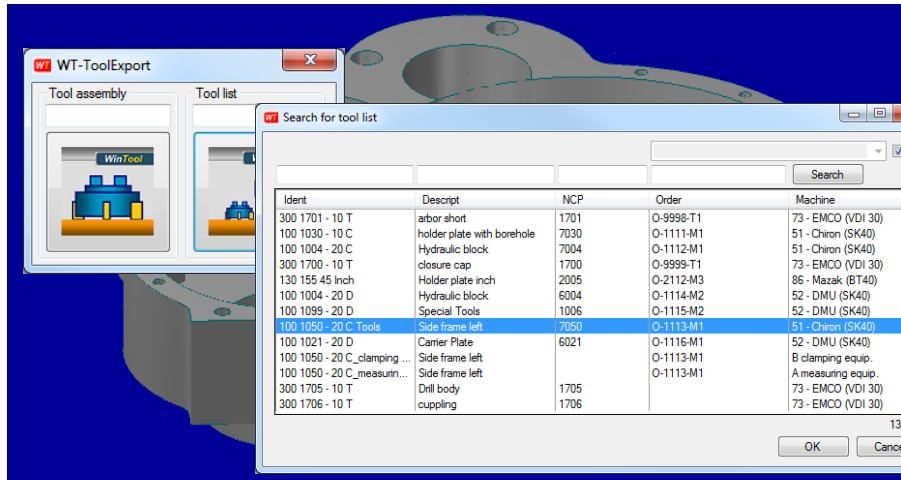 WT WT-ToolExport
Tool assembly Tool list
WinTool
WT Search for tool list
Search
Ident Descript NCP Order Machine
300 1701 - 10 T arbor short 1701 O-9998-T1 73 - EMCO (VDI 30)
100 1030 - 10 C holder plate with borehole 7030 O-1111-M1 51 - Chiron (SK40)
100 1004 - 20 C Hydraulic block 7004 O-1112-M1 51 - Chiron (SK40)
300 1700 - 10 T closure cap 1700 O-9999-T1 73 - EMCO (VDI 30)
130 155 45 Inch Holder plate inch 2005 O-2112-M3 86 - Mazak (BT40)
100 1004 - 20 D Hydraulic block 6004 O-1114-M2 52 - DMU (SK40)
100 1099 - 20 D Special Tools 1006 O-1115-M2 52 - DMU (SK40)
100 1050 - 20 C Tools Side frame left 7050 O-1113-M1 51 - Chiron (SK40)
100 1021 - 20 D Carrier Plate 6021 O-1116-M1 52 - DMU (SK40)
100 1050 - 20 C_clamping ... Side frame left O-1113-M1 B clamping equip.
100 1050 - 20 C_measurin... Side frame left O-1113-M1 A measuring equip.
300 1705 - 10 T Drill body 1705 73 - EMCO (VDI 30)
300 1706 - 10 T cuppling 1706 73 - EMCO (VDI 30)
13
OK Cance